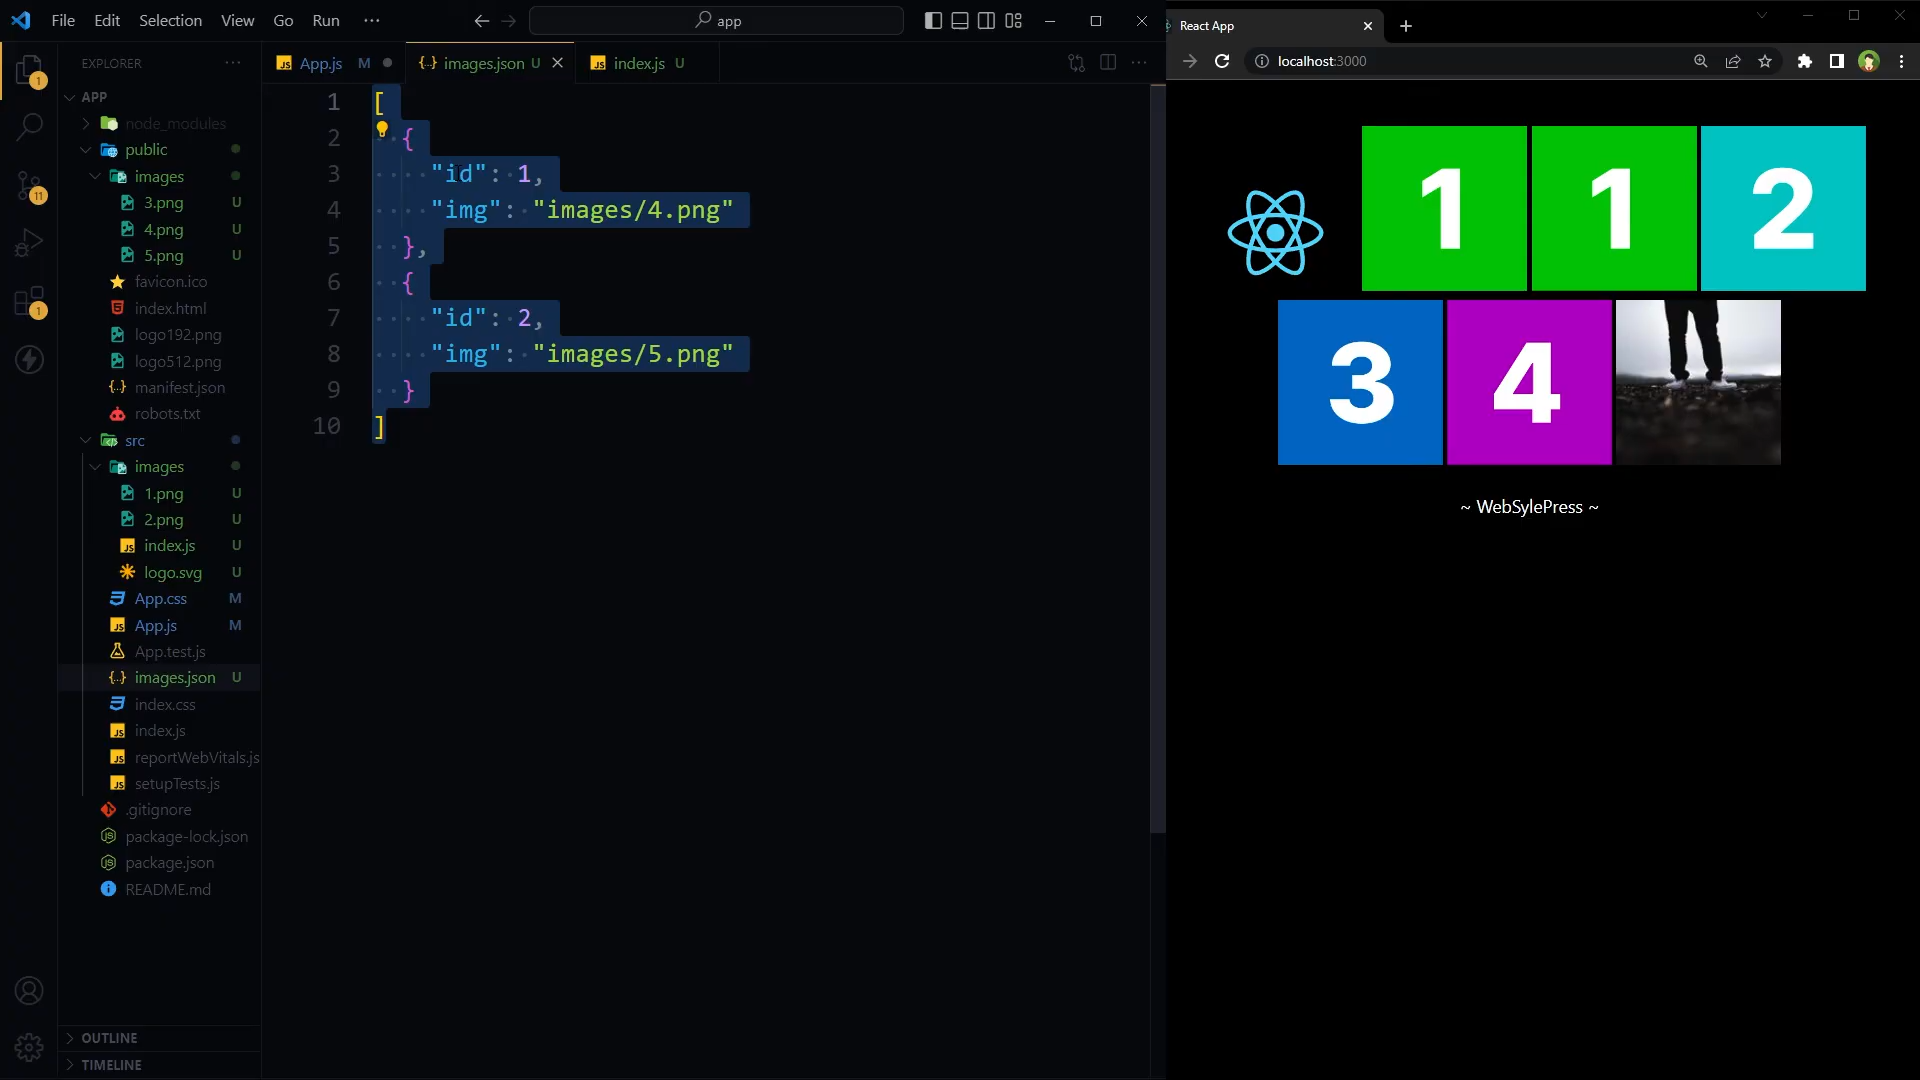 File Edit Selection View Go Run ···
app
React App
localhost:3000
EXPLORER ···
App.js M
images.json U
index.js U
APP
node_modules
public
images
3.png U
4.png U
5.png U
favicon.ico
index.html
logo192.png
logo512.png
manifest.json
robots.txt
src
images
1.png U
2.png U
index.js U
logo.svg U
App.css M
App.js M
App.test.js
images.json U
index.css
index.js
reportWebVitals.js
setupTests.js
.gitignore
package-lock.json
package.json
README.md
OUTLINE
TIMELINE
1
11
1
1 [
2 {
3 "id": 1,
4 "img": "images/4.png"
5 },
6 {
7 "id": 2,
8 "img": "images/5.png"
9 }
10 ]
1 1 2
3 4
~ WebSylePress ~